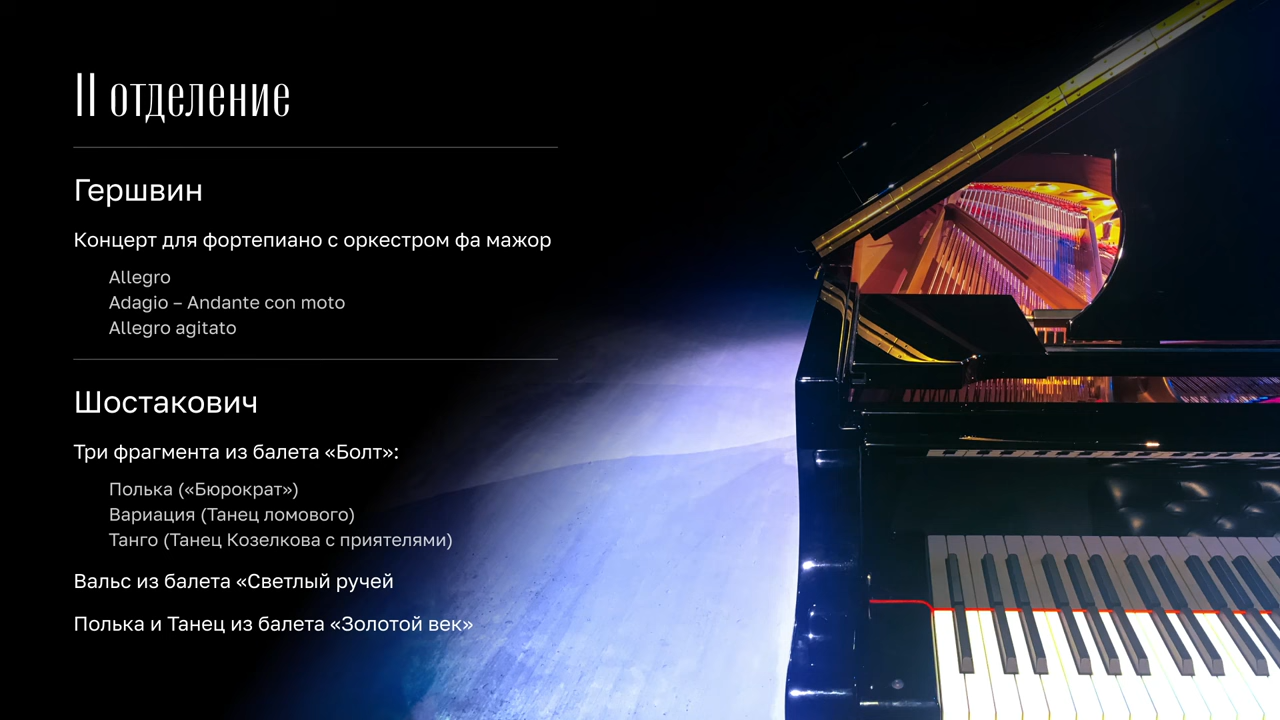 II отделение
Гершвин
Концерт для фортепиано с оркестром фа мажор
Allegro
Adagio – Andante con moto
Allegro agitato
Шостакович
Три фрагмента из балета «Болт»:
Полька («Бюрократ»)
Вариация (Танец ломового)
Танго (Танец Козелкова с приятелями)
Вальс из балета «Светлый ручей
Полька и Танец из балета «Золотой век»